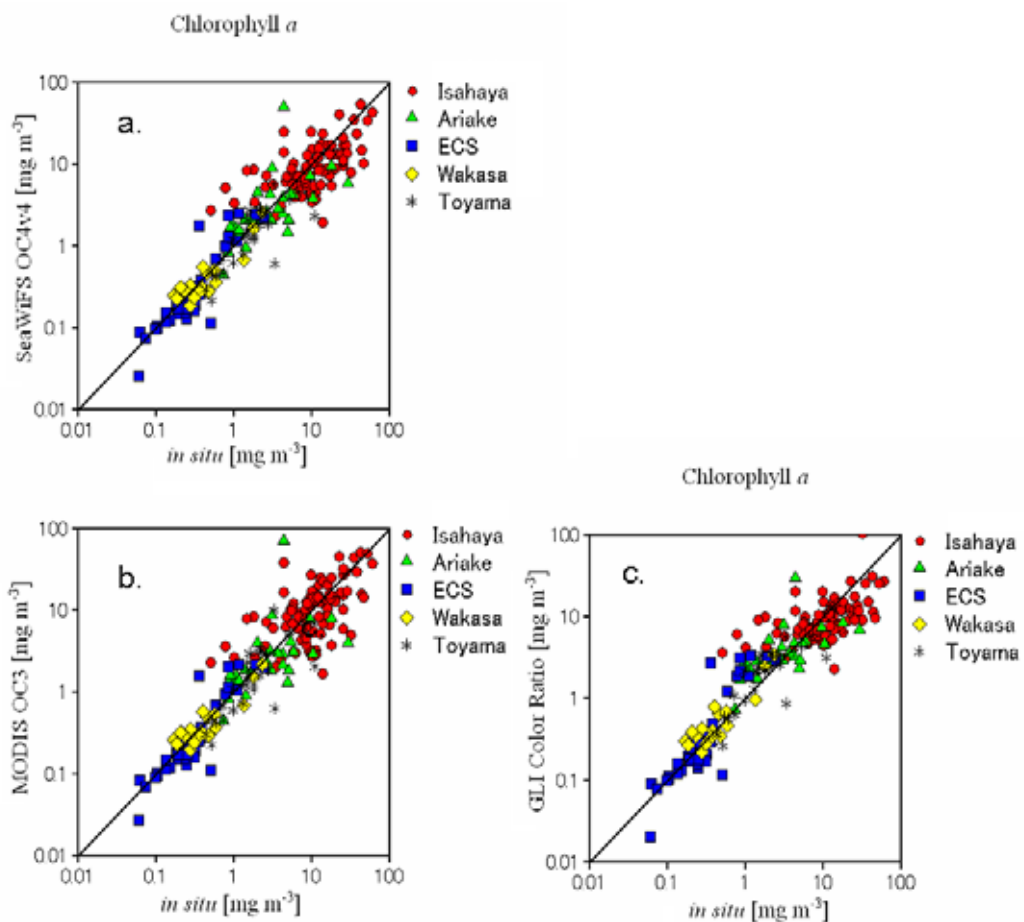 Chlorophyll a
a.
SeaWiFS OC4v4 [mg m-3]
100
10
1
0.1
0.01
0.01 0.1 1 10 100
in situ [mg m-3]
Isahaya
Ariake
ECS
Wakasa
Toyama
b.
MODIS OC3 [mg m-3]
100
10
1
0.1
0.01
0.01 0.1 1 10 100
in situ [mg m-3]
Isahaya
Ariake
ECS
Wakasa
Toyama
Chlorophyll a
c.
GLI Color Ratio [mg m-3]
100
10
1
0.1
0.01
0.01 0.1 1 10 100
in situ [mg m-3]
Isahaya
Ariake
ECS
Wakasa
Toyama